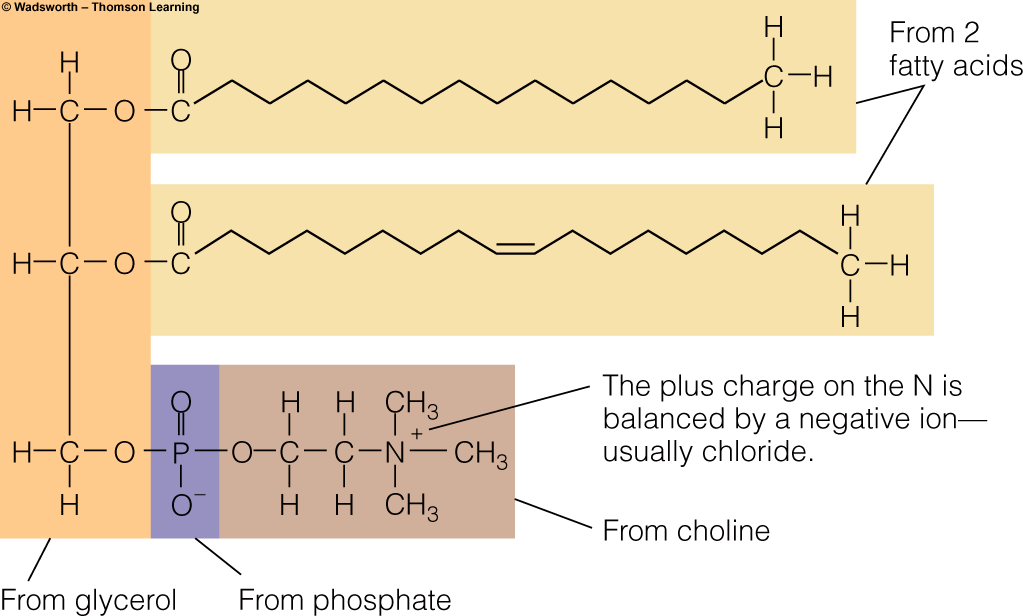 © Wadsworth – Thomson Learning
From 2
fatty acids
H
H
O
C
H
H
H C O C
H
O
H
H C O C
C H
H
O
H
H
CH₃
H C O P O C C N⁺ CH₃
H
O⁻
H
H
CH₃
The plus charge on the N is
balanced by a negative ion—
usually chloride.
From choline
From glycerol
From phosphate